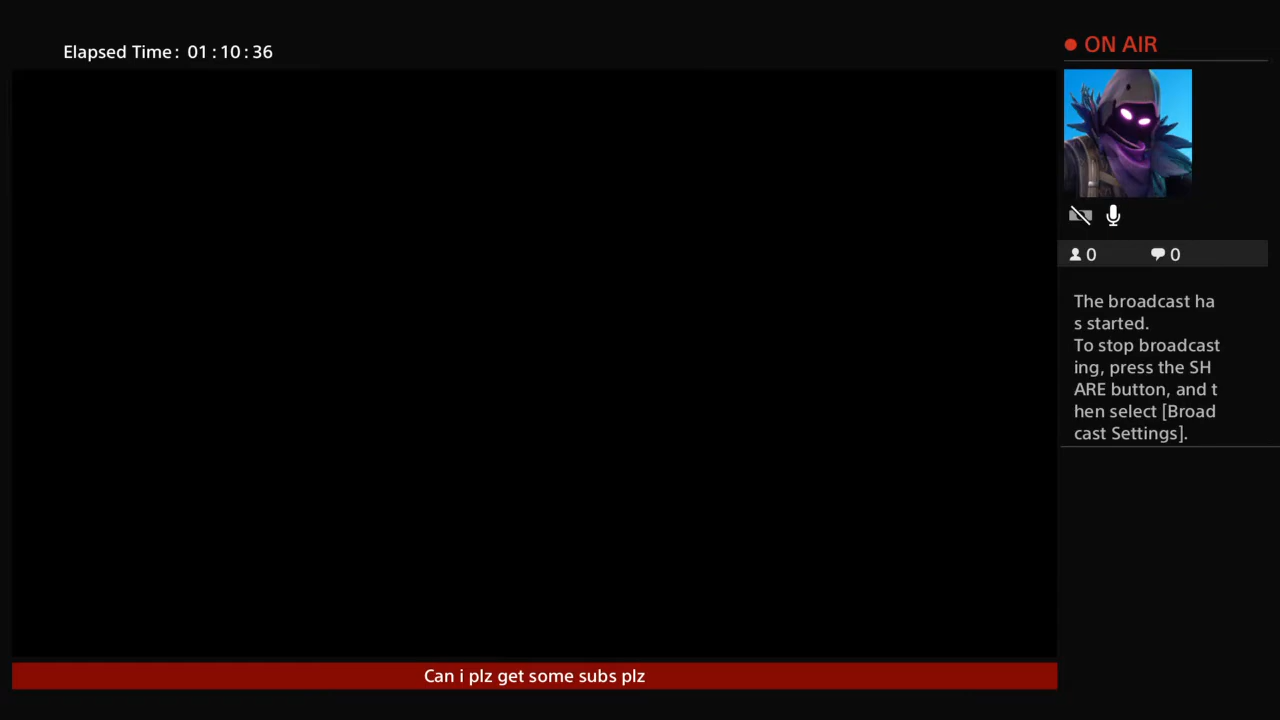 Elapsed Time: 01:10:36
ON AIR
0 0
The broadcast ha
s started.
To stop broadcast
ing, press the SH
ARE button, and t
hen select [Broad
cast Settings].
Can i plz get some subs plz